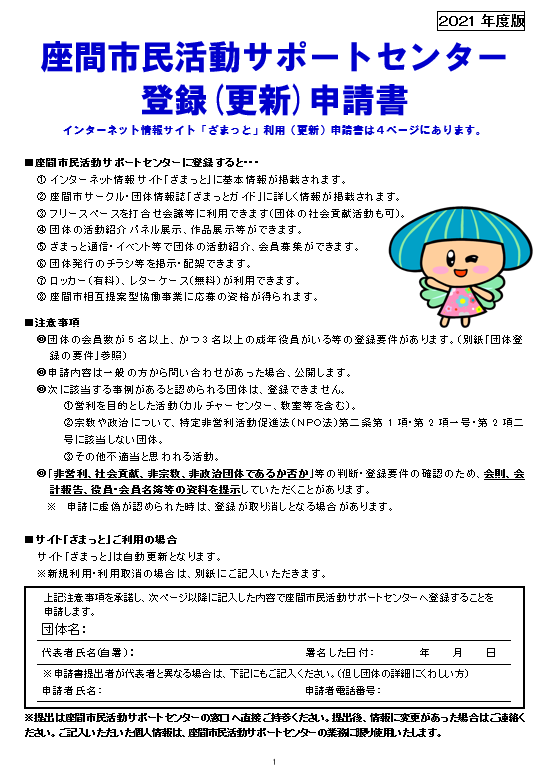 2021 年度版
座間市民活動サポートセンター
登録(更新)申請書
インターネット情報サイト「ざまっと」利用(更新)申請書は4ページにあります。
■座間市民活動サポートセンターに登録すると・・・
① インターネット情報サイト「ざまっと」に基本情報が掲載されます。
② 座間市サークル・団体情報誌「ざまっとガイド」に詳しく情報が掲載されます。
③ フリースペースを打合せ会議等に利用できます(団体の社会貢献活動も可)。
④ 団体の活動紹介パネル展示、作品展示等ができます。
⑤ ざまっと通信・イベント等で団体の活動紹介、会員募集ができます。
⑥ 団体発行のチラシ等を掲示・配架できます。
⑦ ロッカー(有料)、レターケース(無料)が利用できます。
⑧ 座間市相互提案型協働事業に応募の資格が得られます。
■注意事項
団体の会員数が5名以上、かつ3名以上の成年役員がいる等の登録要件があります。(別紙「団体登
録の要件」参照)
申請内容は一般の方から問い合わせがあった場合、公開します。
次に該当する事例があると認められる団体は、登録できません。
①営利を目的とした活動(カルチャーセンター、教室等を含む)。
②宗教や政治について、特定非営利活動促進法(NPO法)第二条第1項・第2項一号・第2項二
号に該当しない団体。
③その他不適当と思われる活動。
「非営利、社会貢献、非宗教、非政治団体であるか否か」等の判断・登録要件の確認のため、会則、会
計報告、役員・会員名簿等の資料を提示していただくことがあります。
※ 申請に虚偽が認められた時は、登録が取り消しとなる場合があります。
■サイト「ざまっと」ご利用の場合
サイト「ざまっと」は自動更新となります。
※新規利用・利用取消の場合は、別紙にご記入いただきます。
上記注意事項を承諾し、次ページ以降に記入した内容で座間市民活動サポートセンターへ登録することを
申請します。
団体名:
代表者氏名(自署): 署名した日付: 年 月 日
※申請書提出者が代表者と異なる場合は、下記にもご記入ください。(但し団体の詳細にくわしい方)
申請者氏名: 申請者電話番号:
※提出は座間市民活動サポートセンターの窓口へ直接ご持参ください。提出後、情報に変更があった場合はご連絡く
ださい。ご記入いただいた個人情報は、座間市民活動サポートセンターの業務に限り使用いたします。
1